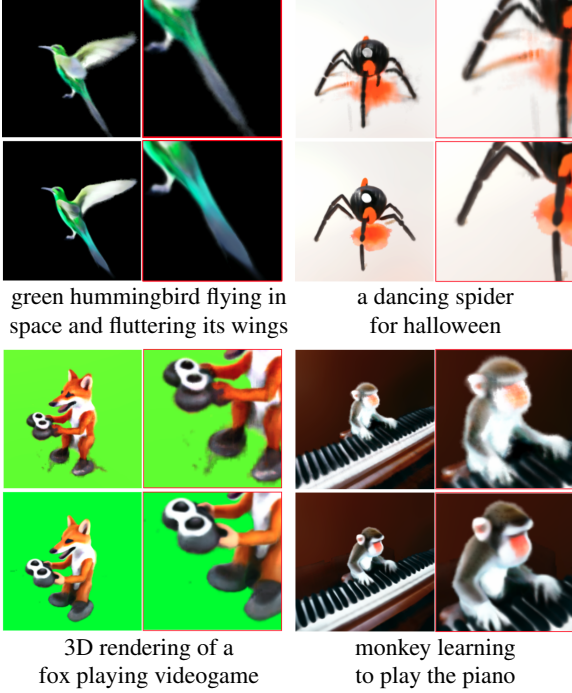 green hummingbird flying in
space and fluttering its wings
a dancing spider
for halloween
3D rendering of a
fox playing videogame
monkey learning
to play the piano